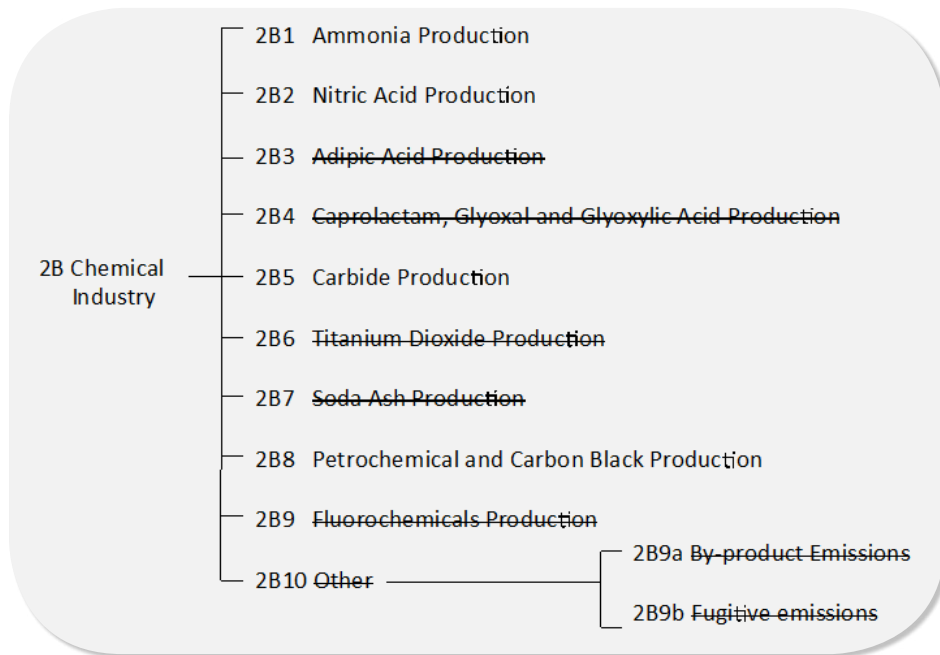 2B1 Ammonia Production
2B2 Nitric Acid Production
2B3 Adipic Acid Production
2B4 Caprolactam, Glyoxal and Glyoxylic Acid Production
2B Chemical
Industry
2B5 Carbide Production
2B6 Titanium Dioxide Production
2B7 Soda Ash Production
2B8 Petrochemical and Carbon Black Production
2B9 Fluorochemicals Production
2B9a By-product Emissions
2B10 Other
2B9b Fugitive emissions